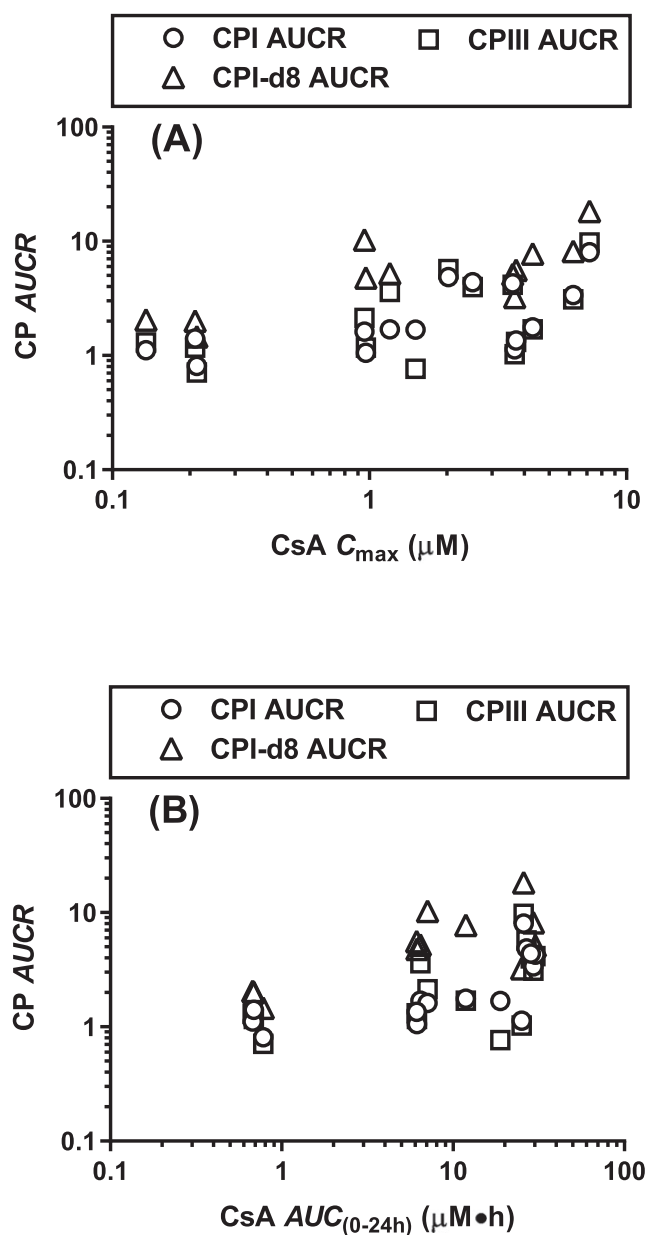 CPI AUCR CPIII AUCR
CPI-d8 AUCR
(A)
100
10
1
0.1
CP AUCR
0.1 1 10
CsA Cmax (μM)
CPI AUCR CPIII AUCR
CPI-d8 AUCR
(B)
100
10
1
0.1
CP AUCR
0.1 1 10 100
CsA AUC(0-24h) (μM•h)